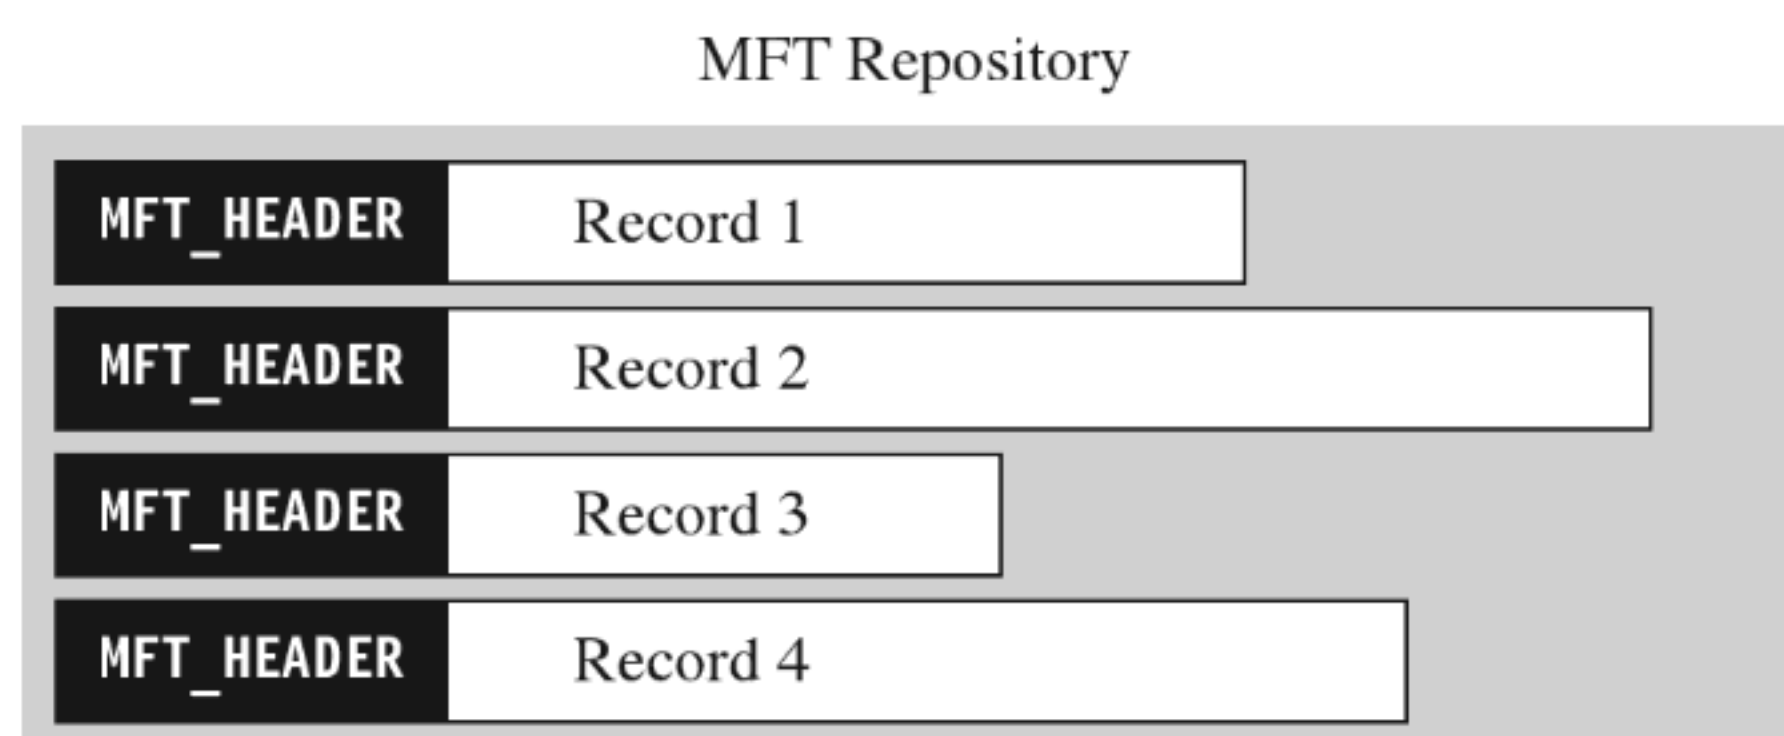 MFT Repository
MFT_HEADER Record 1
MFT_HEADER Record 2
MFT_HEADER Record 3
MFT_HEADER Record 4